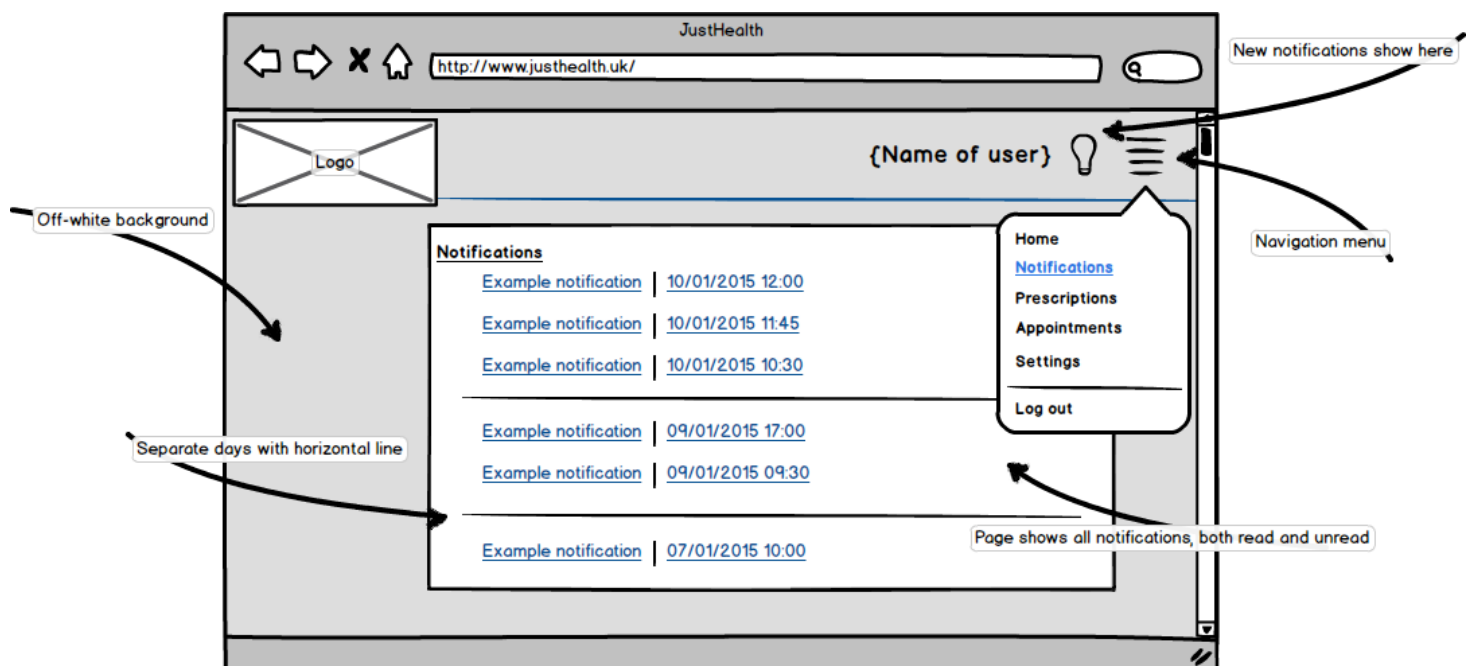 JustHealth
http://www.justhealth.uk/
New notifications show here
Logo
{Name of user}
Off-white background
Navigation menu
Home
Notifications
Prescriptions
Appointments
Settings
Log out
Notifications
Example notification | 10/01/2015 12:00
Example notification | 10/01/2015 11:45
Example notification | 10/01/2015 10:30
Example notification | 09/01/2015 17:00
Example notification | 09/01/2015 09:30
Separate days with horizontal line
Page shows all notifications, both read and unread
Example notification | 07/01/2015 10:00